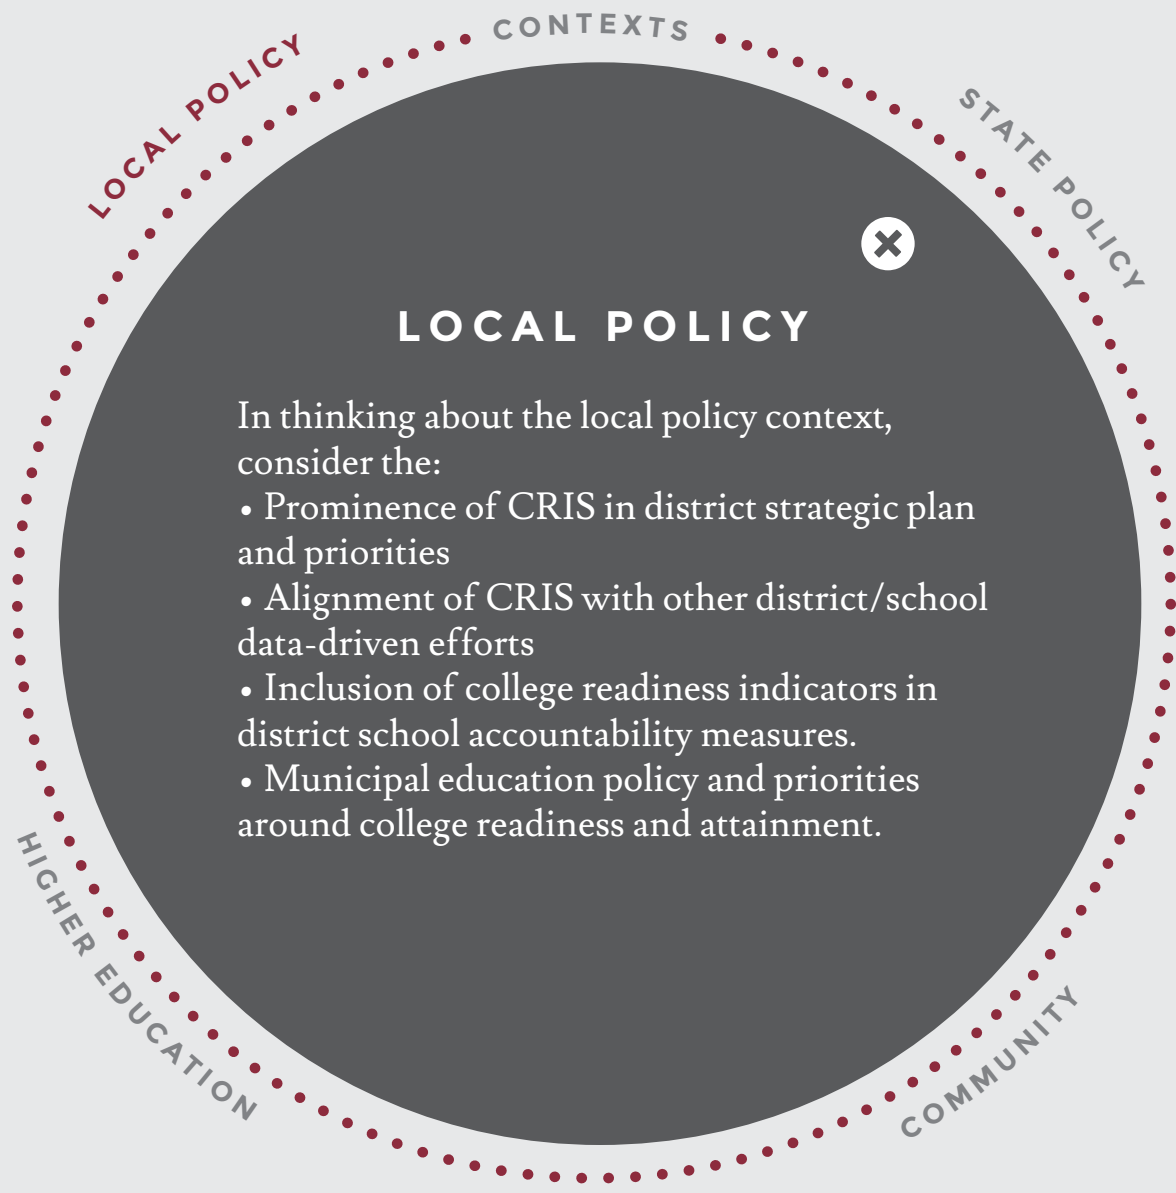 CONTEXTS
LOCAL POLICY
STATE POLICY
LOCAL POLICY
In thinking about the local policy context,
consider the:
• Prominence of CRIS in district strategic plan
and priorities
• Alignment of CRIS with other district/school
data-driven efforts
• Inclusion of college readiness indicators in
district school accountability measures.
• Municipal education policy and priorities
around college readiness and attainment.
HIGHER EDUCATION
COMMUNITY